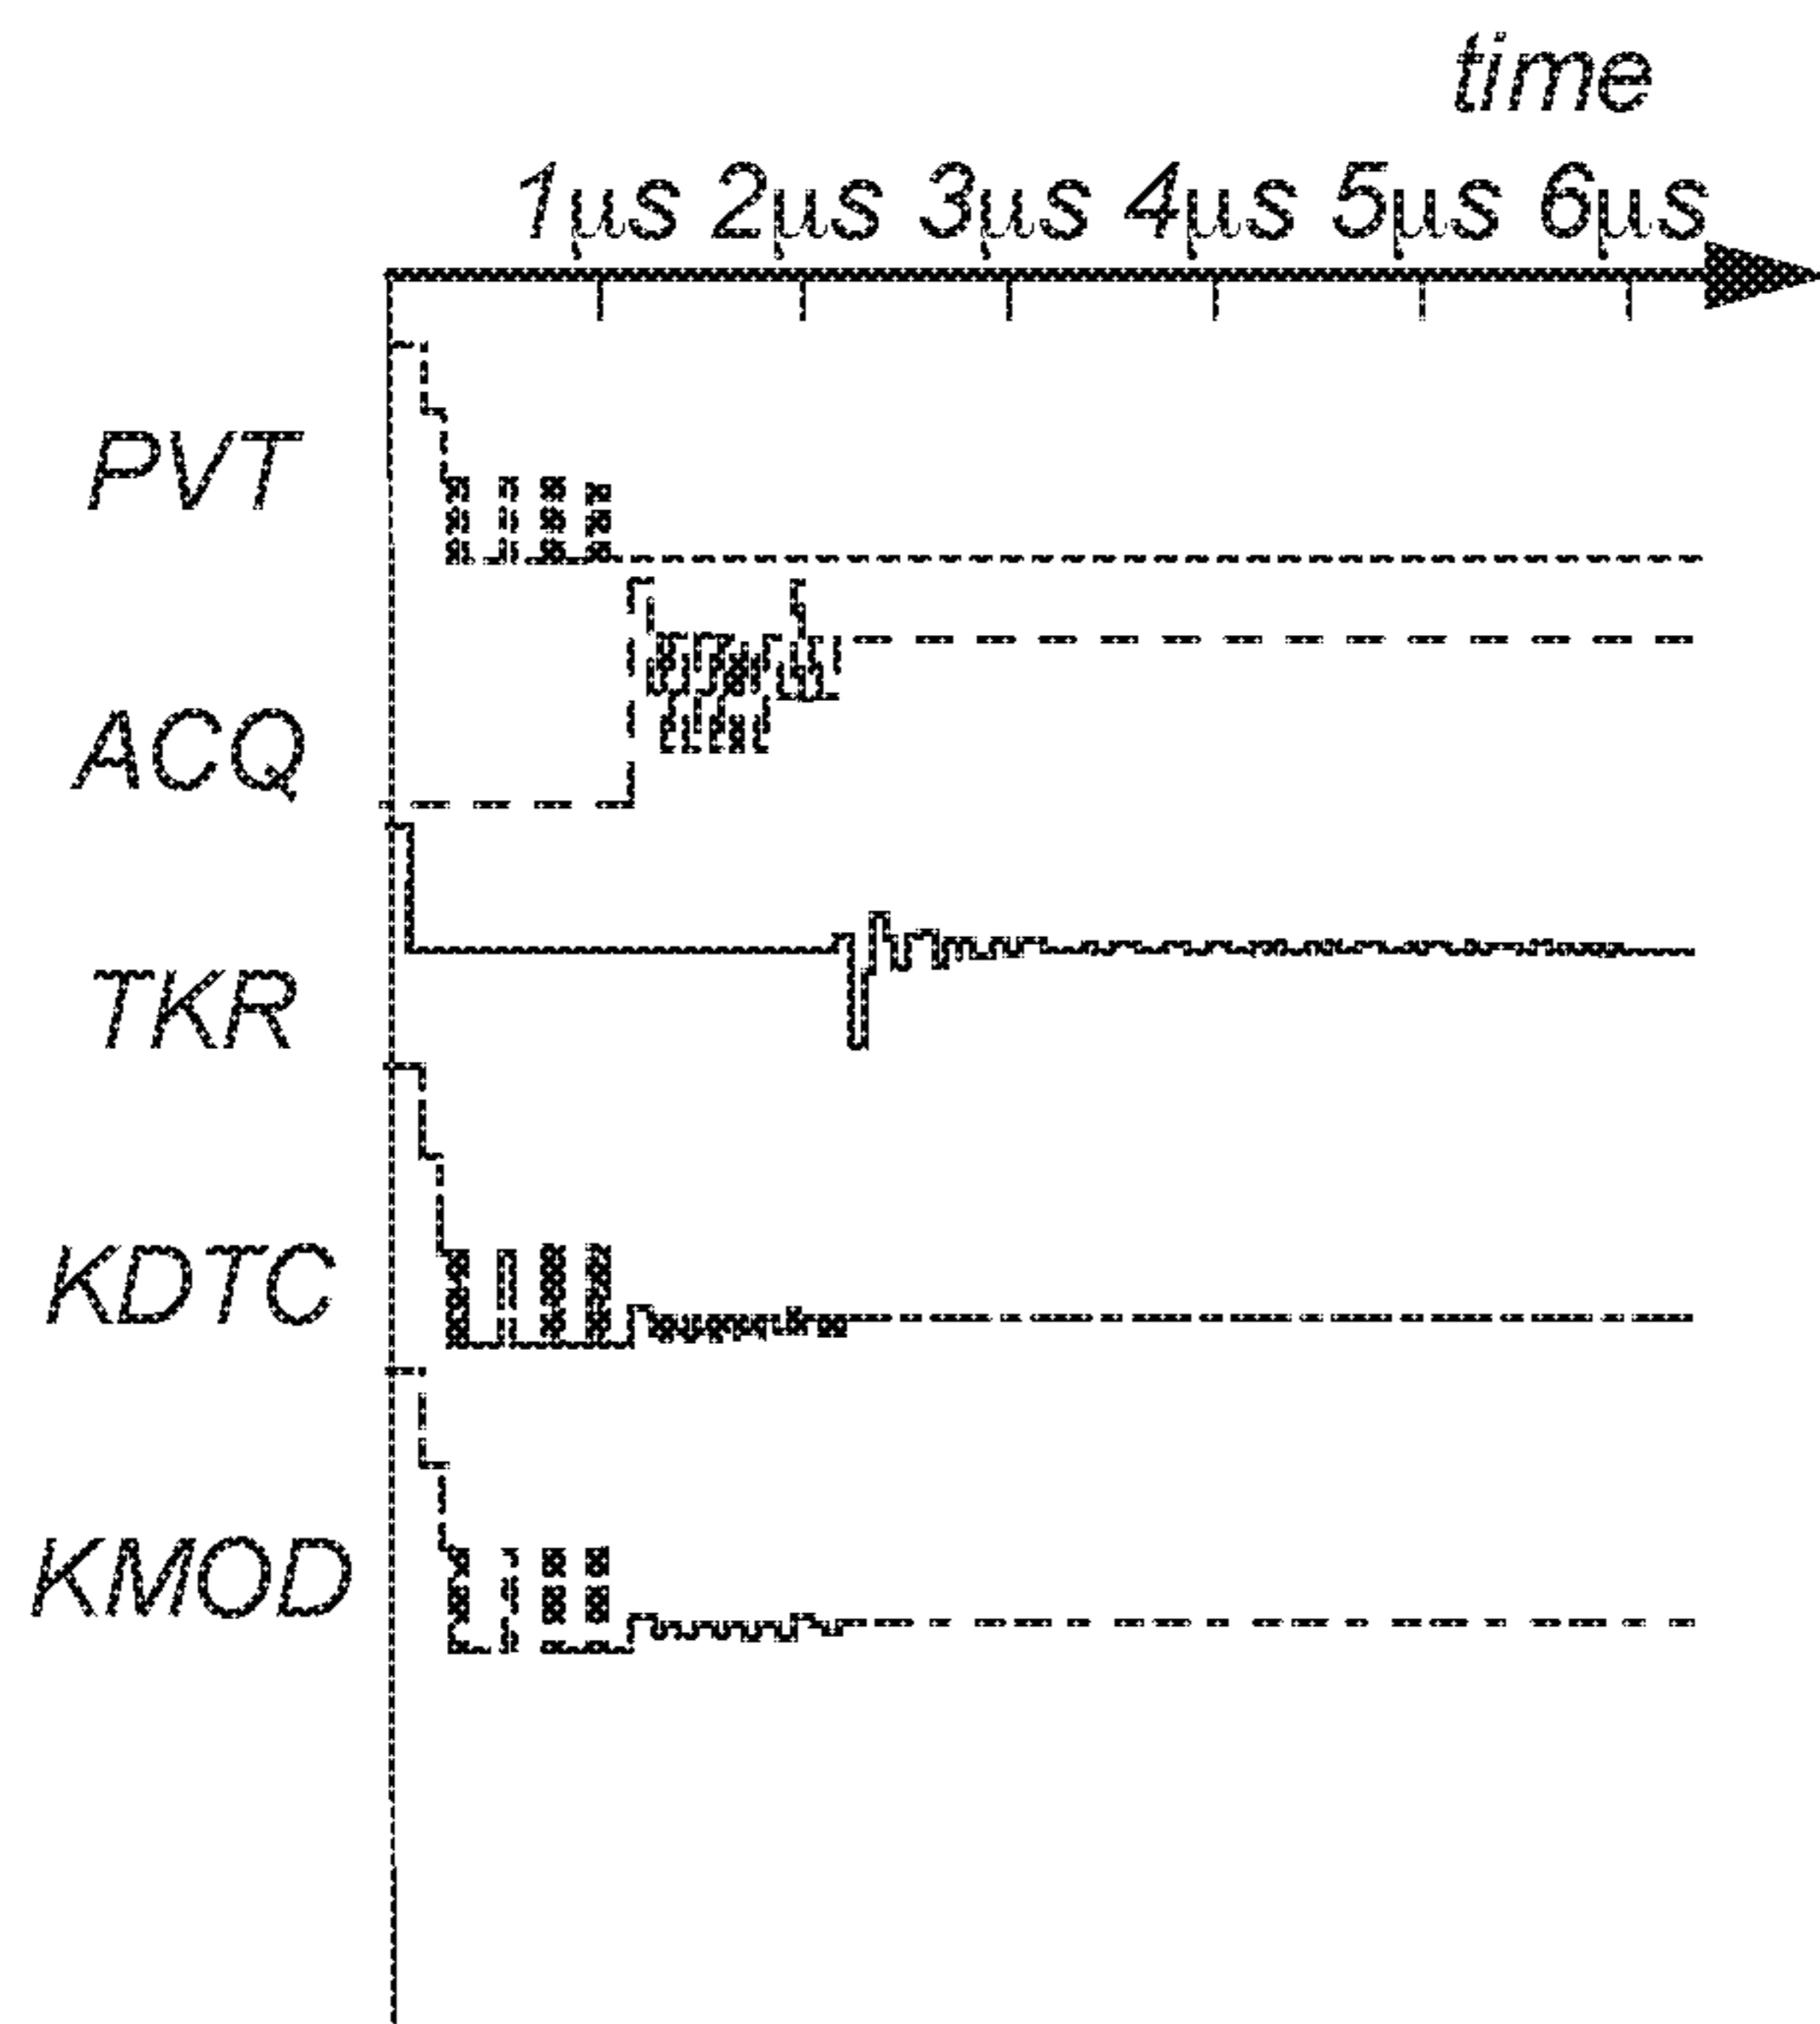 time
1μs 2μs 3μs 4μs 5μs 6μs
PVT
ACQ
TKR
KDTC
KMOD